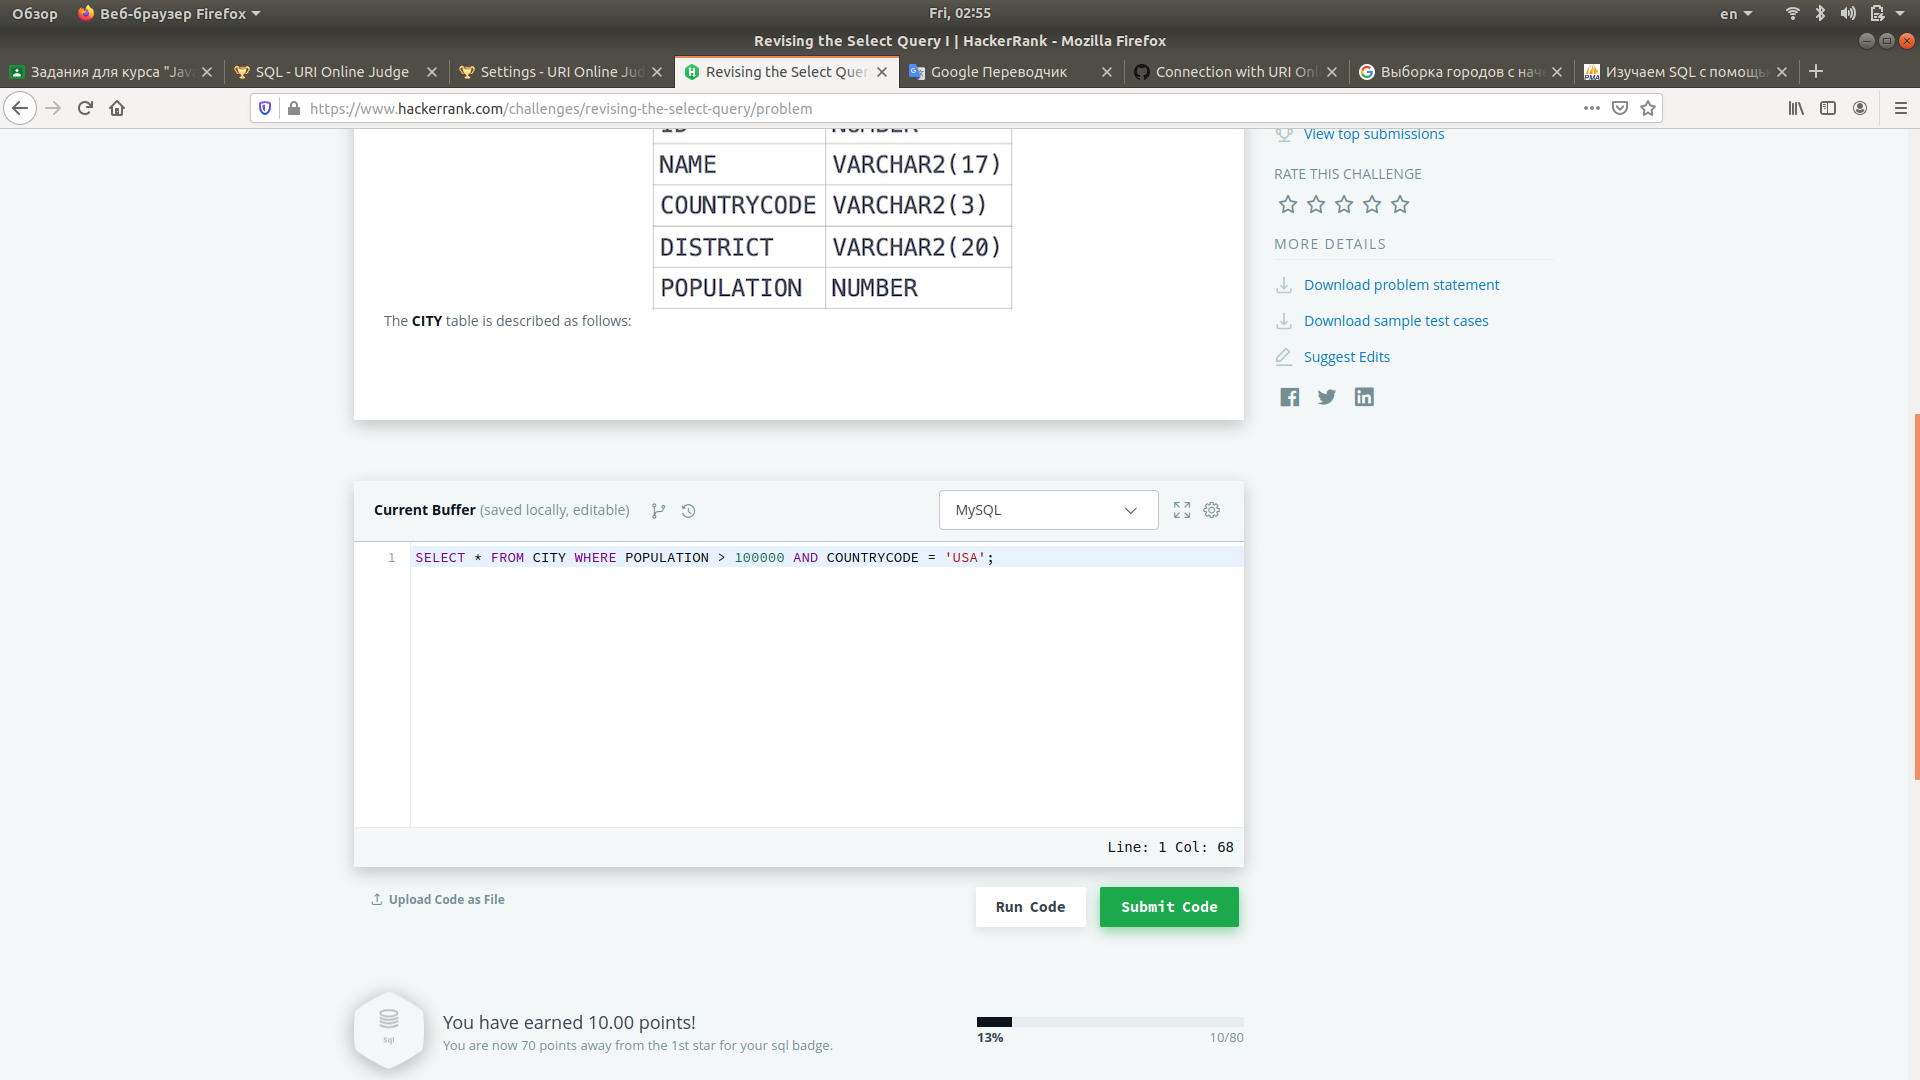 Обзор
Веб-браузер Firefox
Fri, 02:55
en
Revising the Select Query I | HackerRank - Mozilla Firefox
Задания для курса "Jav
SQL - URI Online Judge
Settings - URI Online Jud
Revising the Select Quer
Google Переводчик
Connection with URI Onl
Выборка городов с нач
Изучаем SQL с помощь
https://www.hackerrank.com/challenges/revising-the-select-query/problem
ID NUMBER
NAME VARCHAR2(17)
COUNTRYCODE VARCHAR2(3)
DISTRICT VARCHAR2(20)
POPULATION NUMBER
The CITY table is described as follows:
View top submissions
RATE THIS CHALLENGE
MORE DETAILS
Download problem statement
Download sample test cases
Suggest Edits
Current Buffer (saved locally, editable)
MySQL
1 SELECT * FROM CITY WHERE POPULATION > 100000 AND COUNTRYCODE = 'USA';
Line: 1 Col: 68
Upload Code as File
Run Code
Submit Code
Sql
You have earned 10.00 points!
You are now 70 points away from the 1st star for your sql badge.
13%
10/80